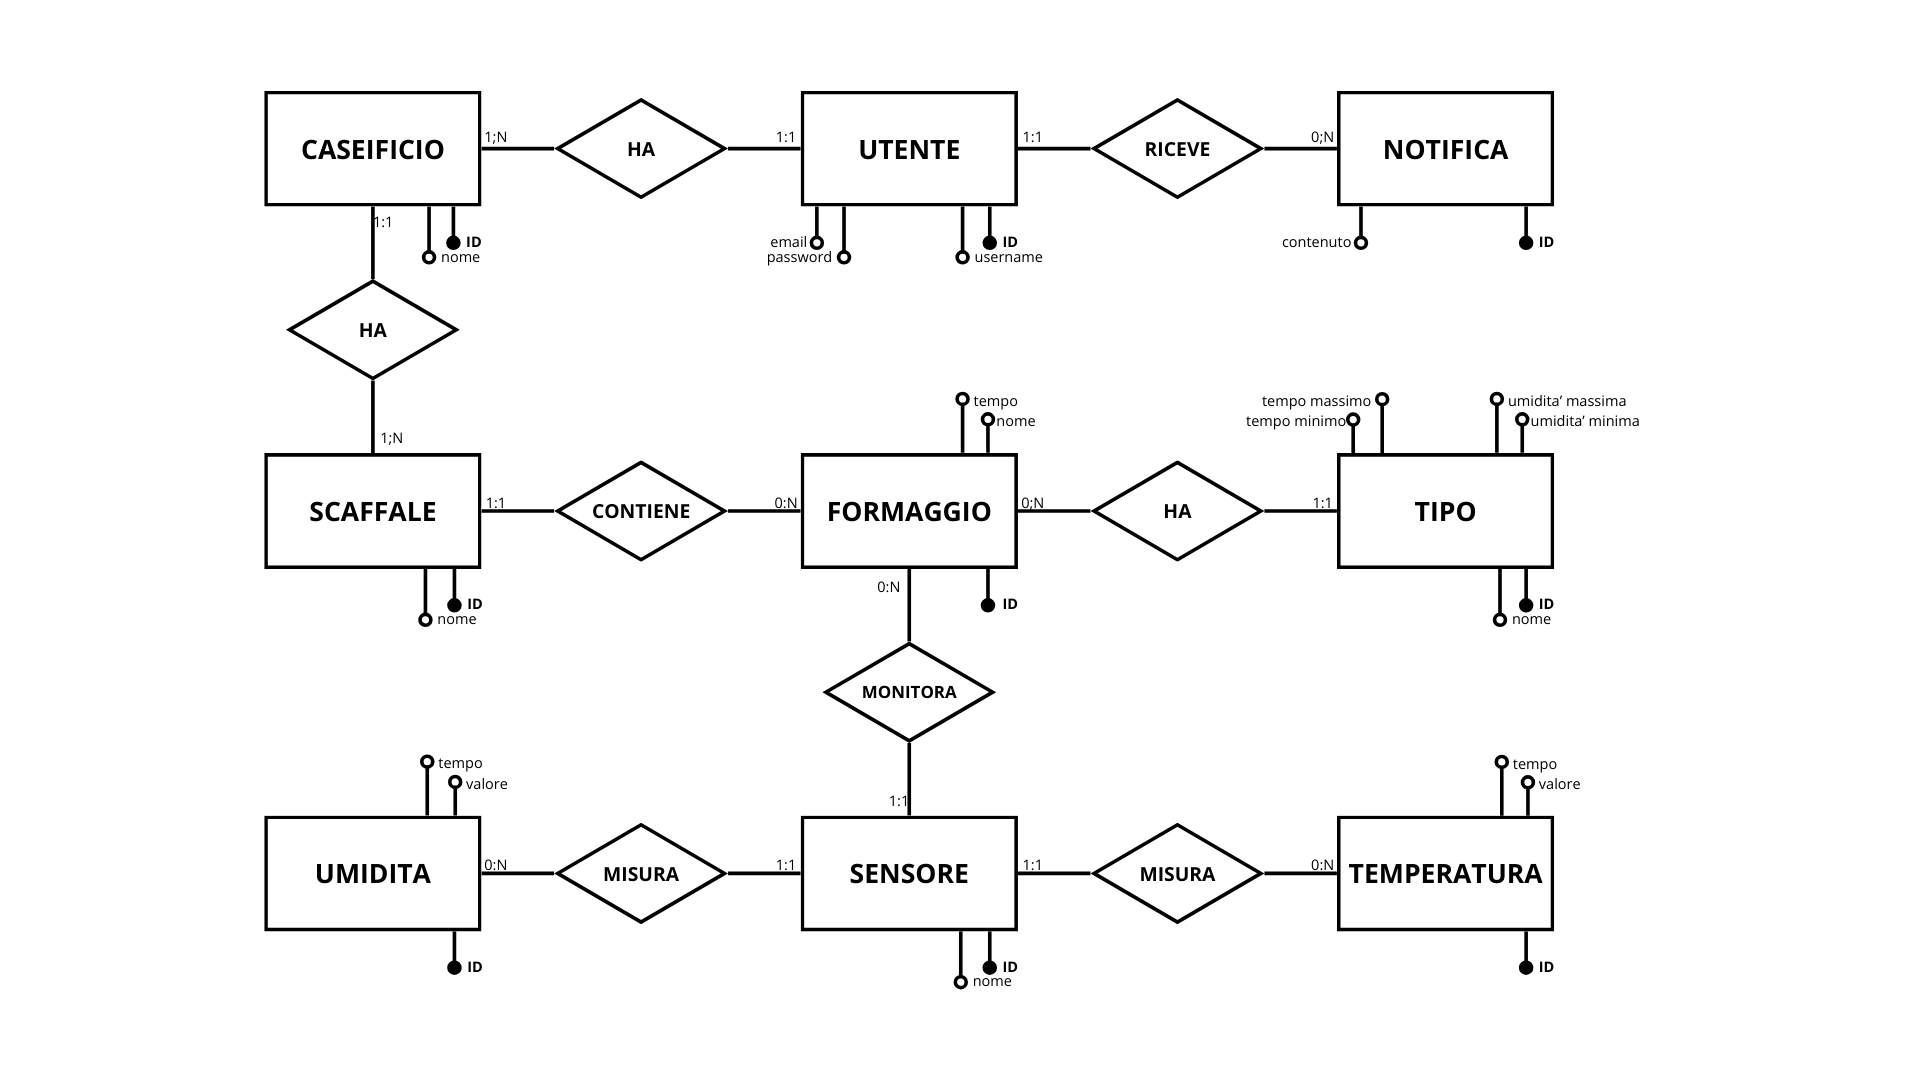 CASEIFICIO
1;N
HA
1:1
UTENTE
1:1
RICEVE
0;N
NOTIFICA
1:1
ID
nome
email
password
ID
username
contenuto
ID
HA
1;N
tempo
nome
tempo massimo
tempo minimo
umidita’ massima
umidita’ minima
SCAFFALE
1:1
CONTIENE
0:N
FORMAGGIO
0;N
HA
1:1
TIPO
ID
nome
0:N
ID
ID
nome
MONITORA
1:1
tempo
valore
tempo
valore
UMIDITA
0:N
MISURA
1:1
SENSORE
1:1
MISURA
0:N
TEMPERATURA
ID
ID
nome
ID